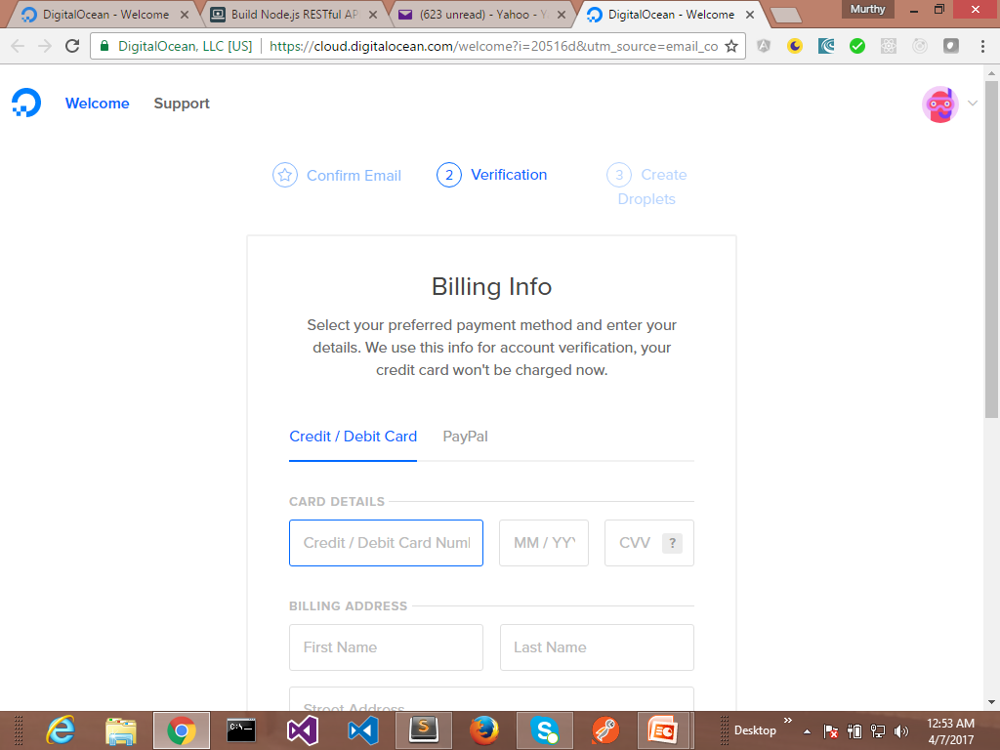 DigitalOcean - Welcome
Build Node.js RESTful AP
(623 unread) - Yahoo - Y
DigitalOcean - Welcome
Murthy
DigitalOcean, LLC [US]
https://cloud.digitalocean.com/welcome?i=20516d&utm_source=email_co
Welcome
Support
Confirm Email
2 Verification
3 Create
Droplets
Billing Info
Select your preferred payment method and enter your
details. We use this info for account verification, your
credit card won't be charged now.
Credit / Debit Card
PayPal
CARD DETAILS
Credit / Debit Card Num
MM / YY
CVV ?
BILLING ADDRESS
First Name
Last Name
Street Address
Desktop
12:53 AM
4/7/2017